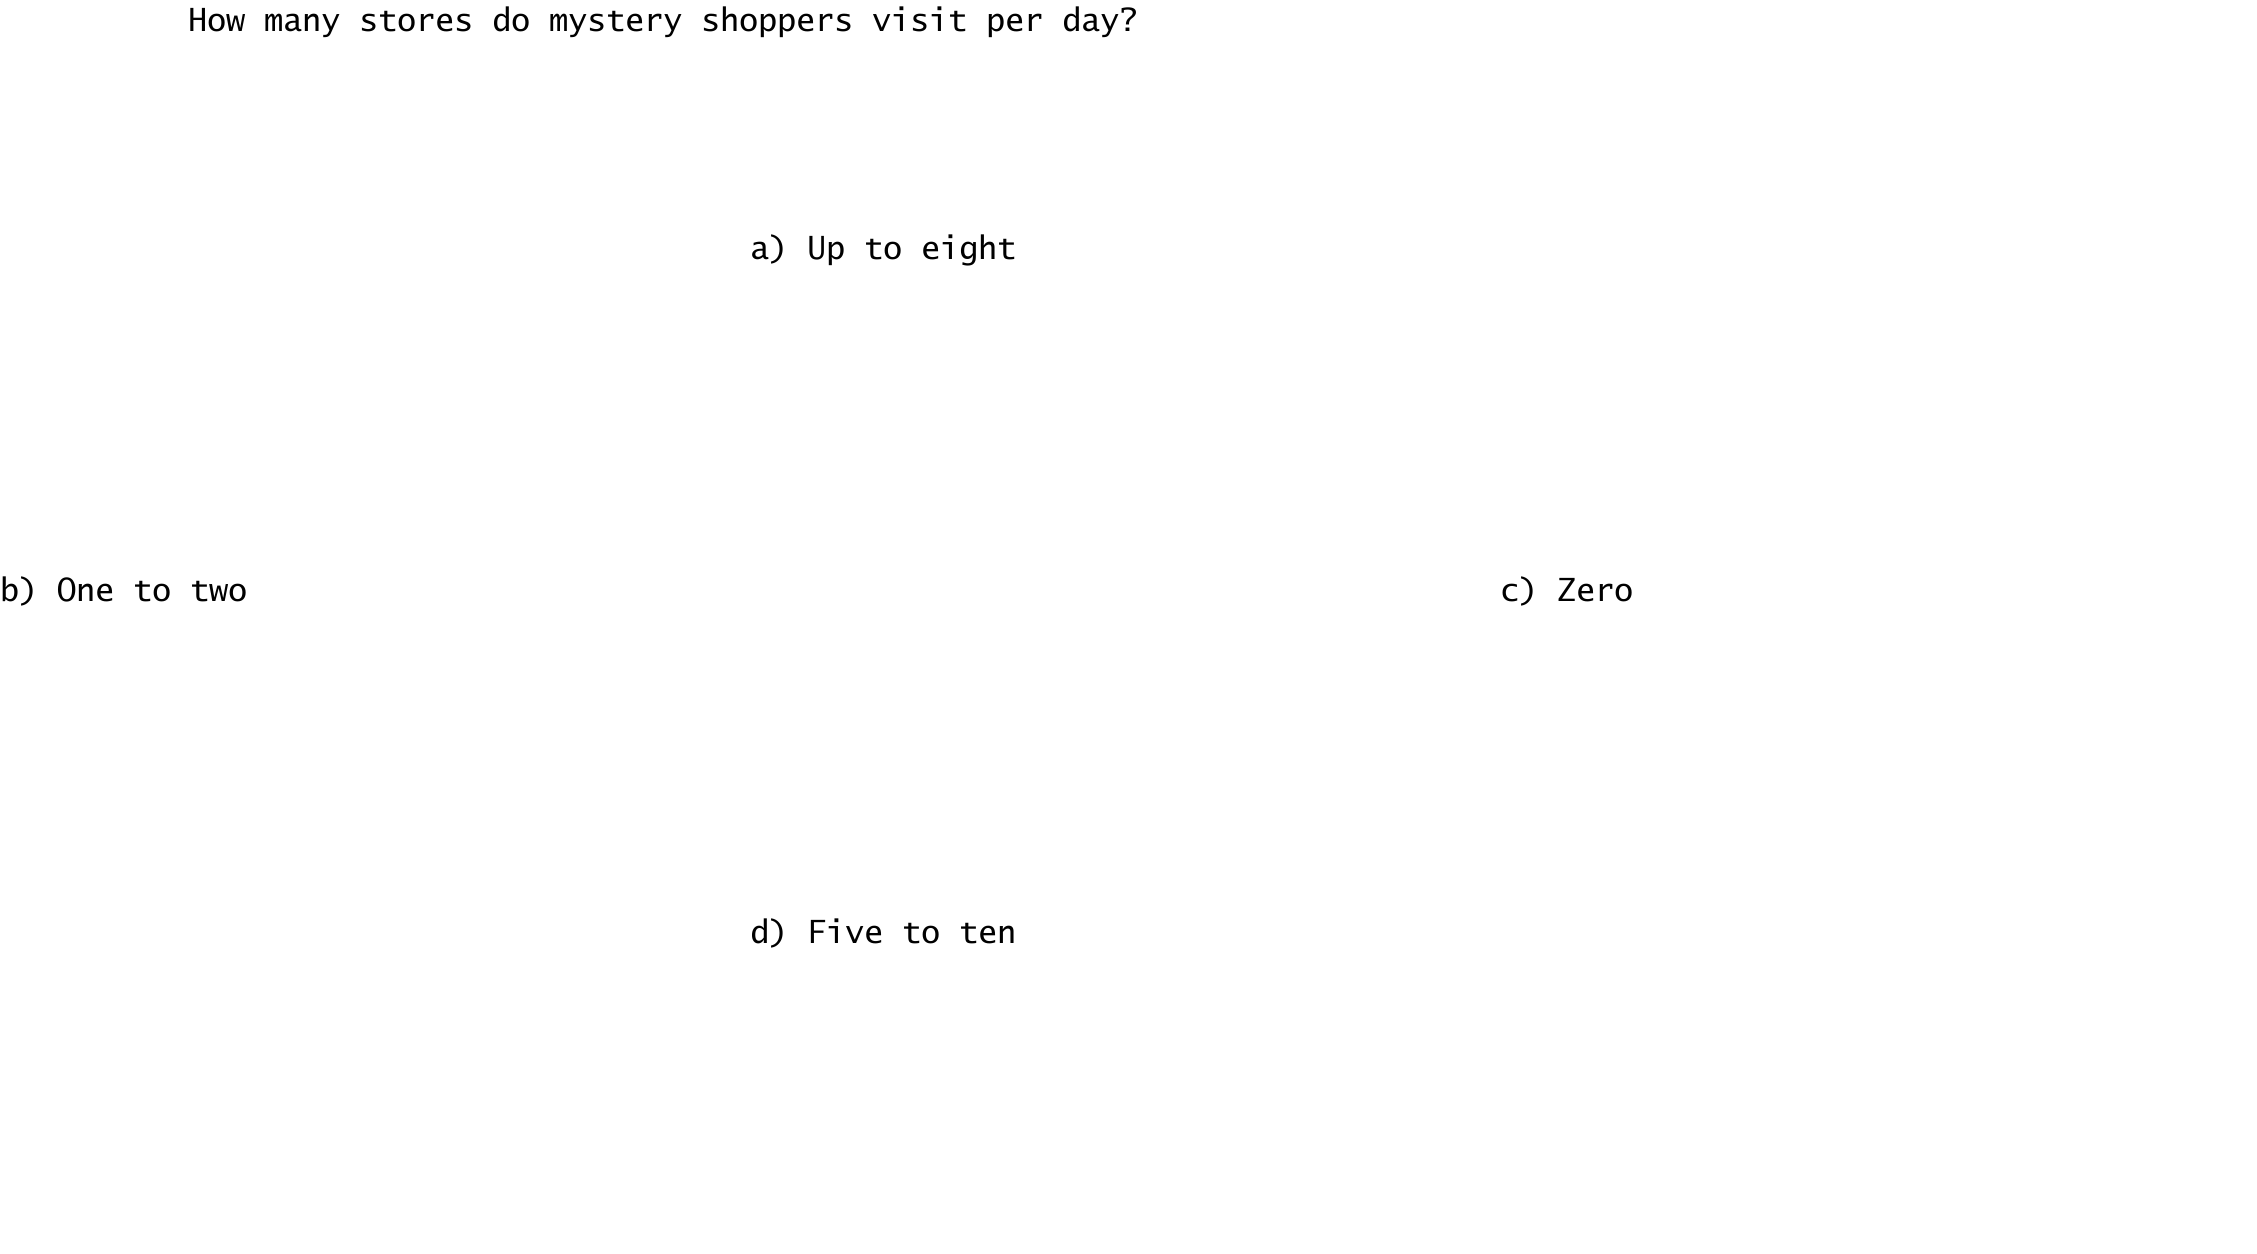 How many stores do mystery shoppers visit per day?
a) Up to eight
b) One to two
c) Zero
d) Five to ten